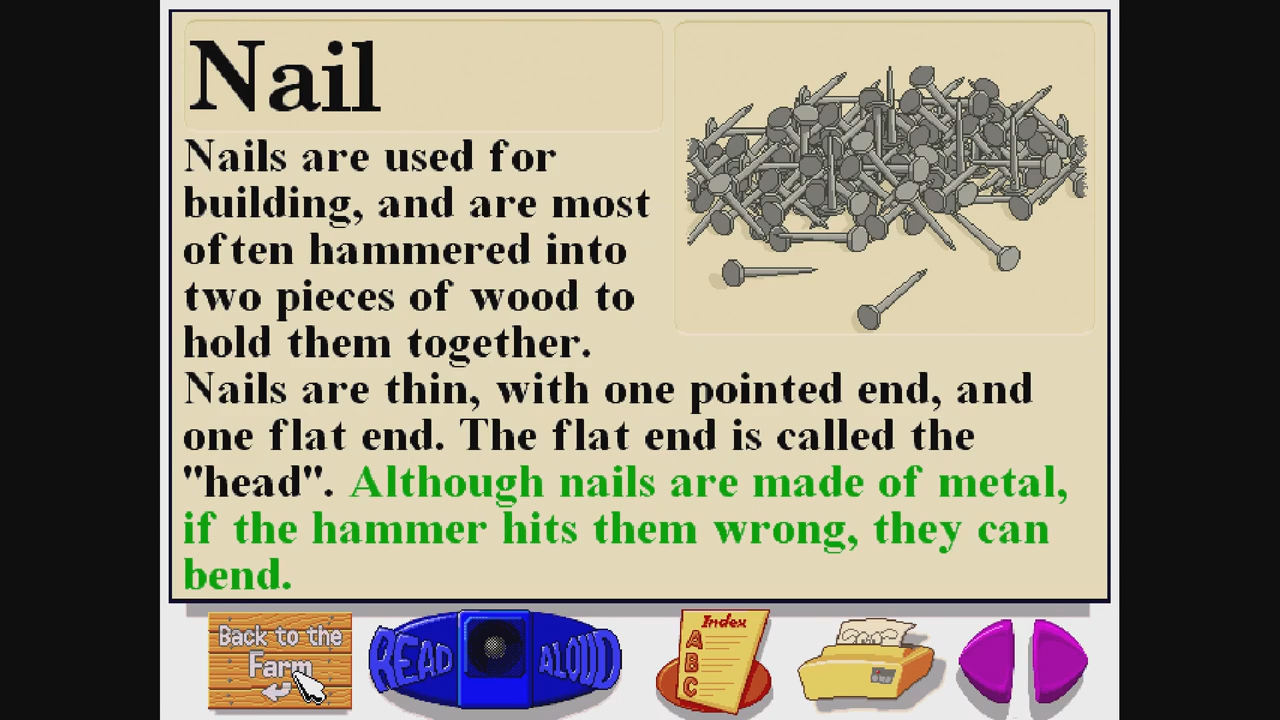 Nail
Nails are used for
building, and are most
often hammered into
two pieces of wood to
hold them together.
Nails are thin, with one pointed end, and
one flat end. The flat end is called the
"head". Although nails are made of metal,
if the hammer hits them wrong, they can
bend.
Back to the
Farm
READ ALOUD
Index
A
B
C